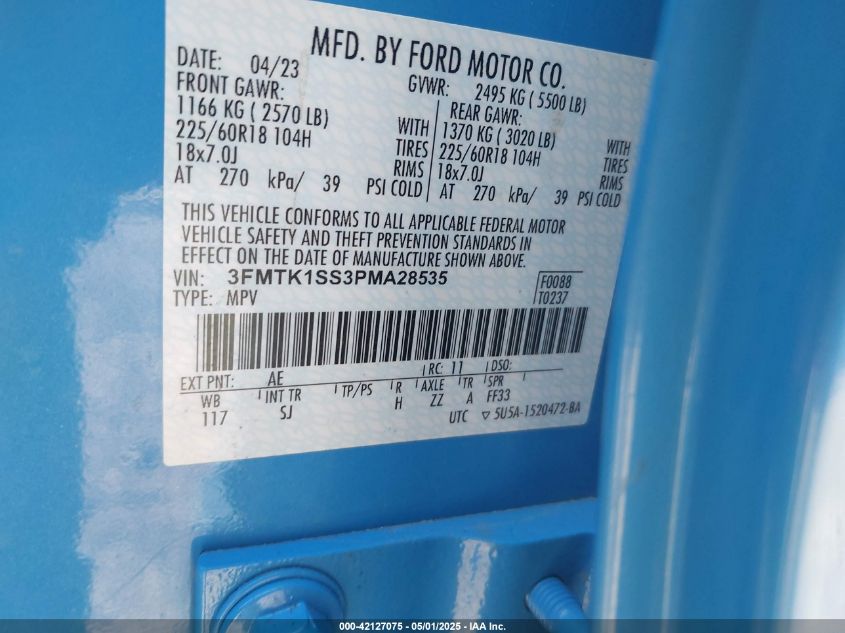 MFD. BY FORD MOTOR CO.
DATE: 04/23 GVWR: 2495 KG ( 5500 LB)
FRONT GAWR: REAR GAWR:
1166 KG ( 2570 LB) WITH 1370 KG ( 3020 LB) WITH
225/60R18 104H TIRES 225/60R18 104H TIRES
18x7.0J RIMS 18x7.0J RIMS
AT 270 kPa/ 39 PSI COLD AT 270 kPa/ 39 PSI COLD
THIS VEHICLE CONFORMS TO ALL APPLICABLE FEDERAL MOTOR
VEHICLE SAFETY AND THEFT PREVENTION STANDARDS IN
EFFECT ON THE DATE OF MANUFACTURE SHOWN ABOVE.
VIN: 3FMTK1SS3PMA28535 F0088
TYPE: MPV T0237
EXT PNT: AE RC: 11 DSO:
WB INT TR TP/PS R AXLE TR SPR
117 SJ H ZZ A FF33
UTC ▽ 5U5A-1520472-BA
000-42127075 - 05/01/2025 - IAA Inc.